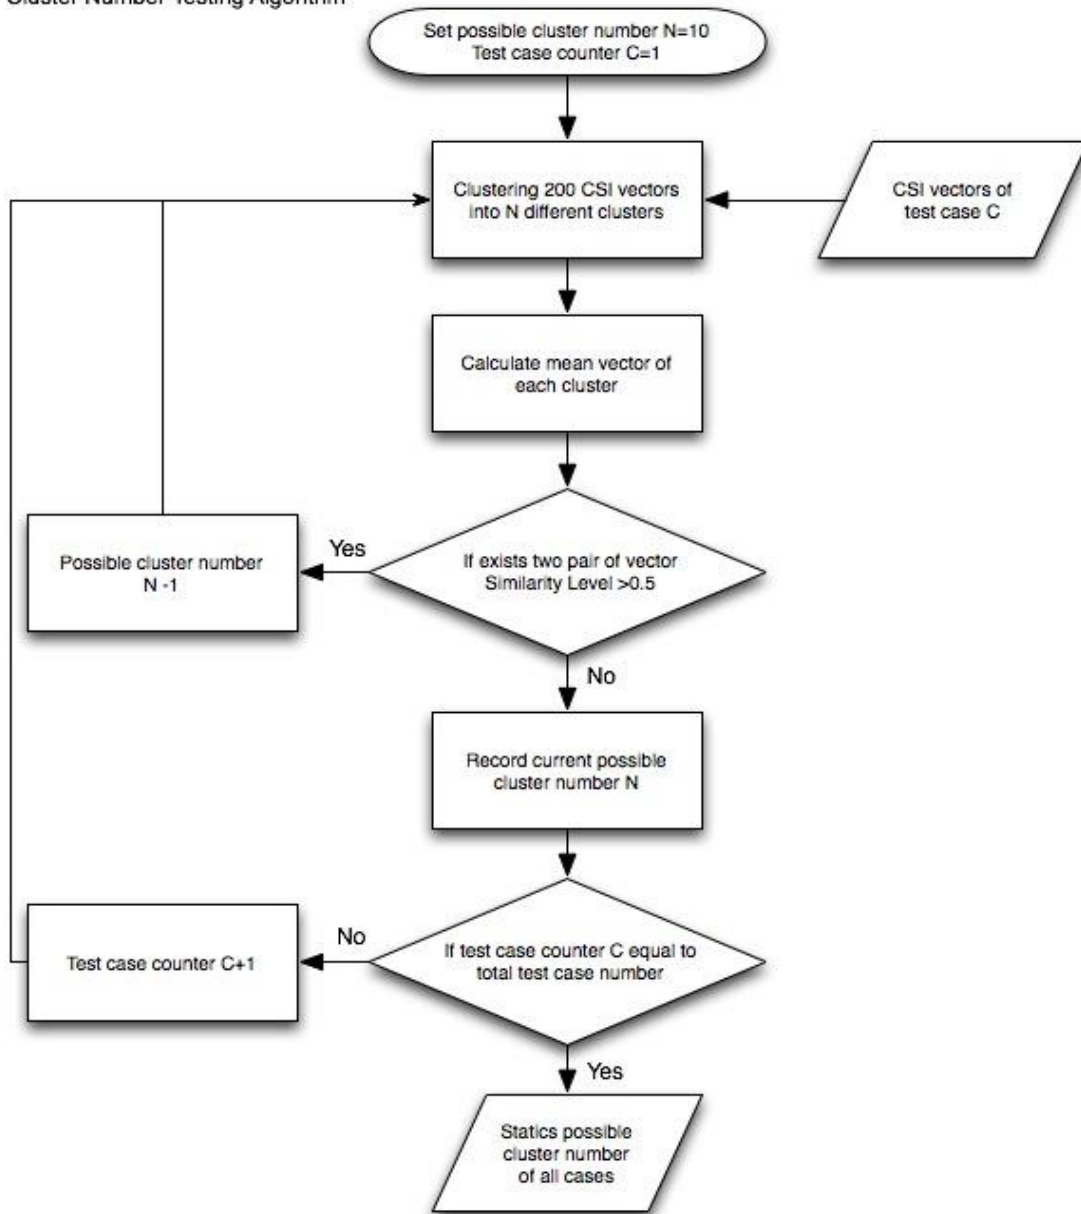 Cluster Number Testing Algorithm
Set possible cluster number N=10
Test case counter C=1
Clustering 200 CSI vectors
into N different clusters
CSI vectors of
test case C
Calculate mean vector of
each cluster
If exists two pair of vector
Similarity Level >0.5
Yes
Possible cluster number
N -1
No
Record current possible
cluster number N
If test case counter C equal to
total test case number
No
Test case counter C+1
Yes
Statics possible
cluster number
of all cases